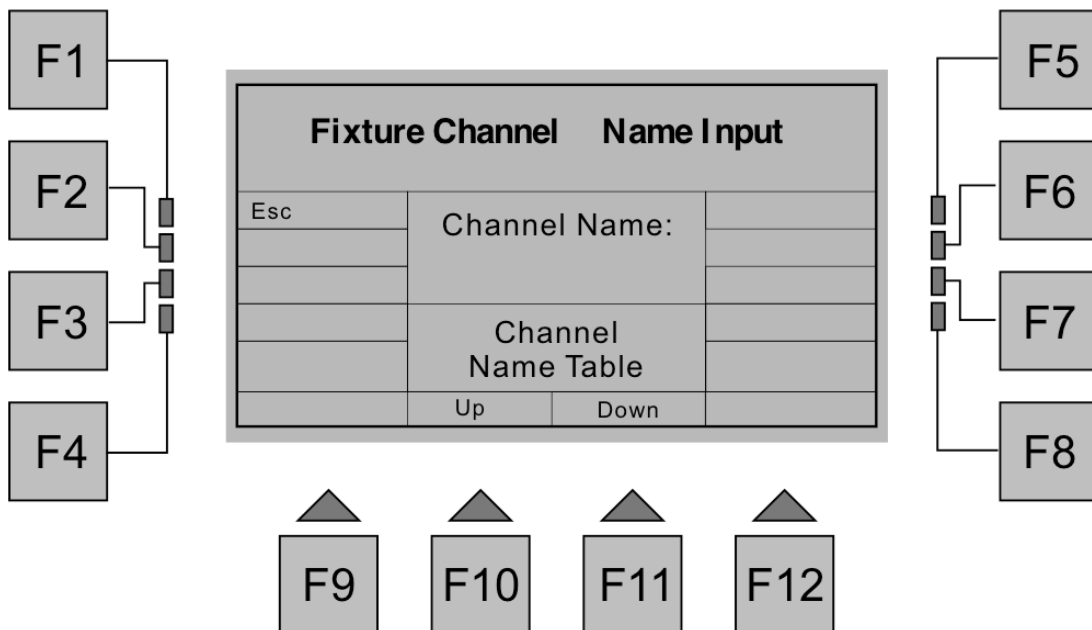 F1
F2
F3
F4
Fixture Channel Name Input
Esc
Channel Name:
Channel
Name Table
Up Down
F5
F6
F7
F8
F9 F10 F11 F12